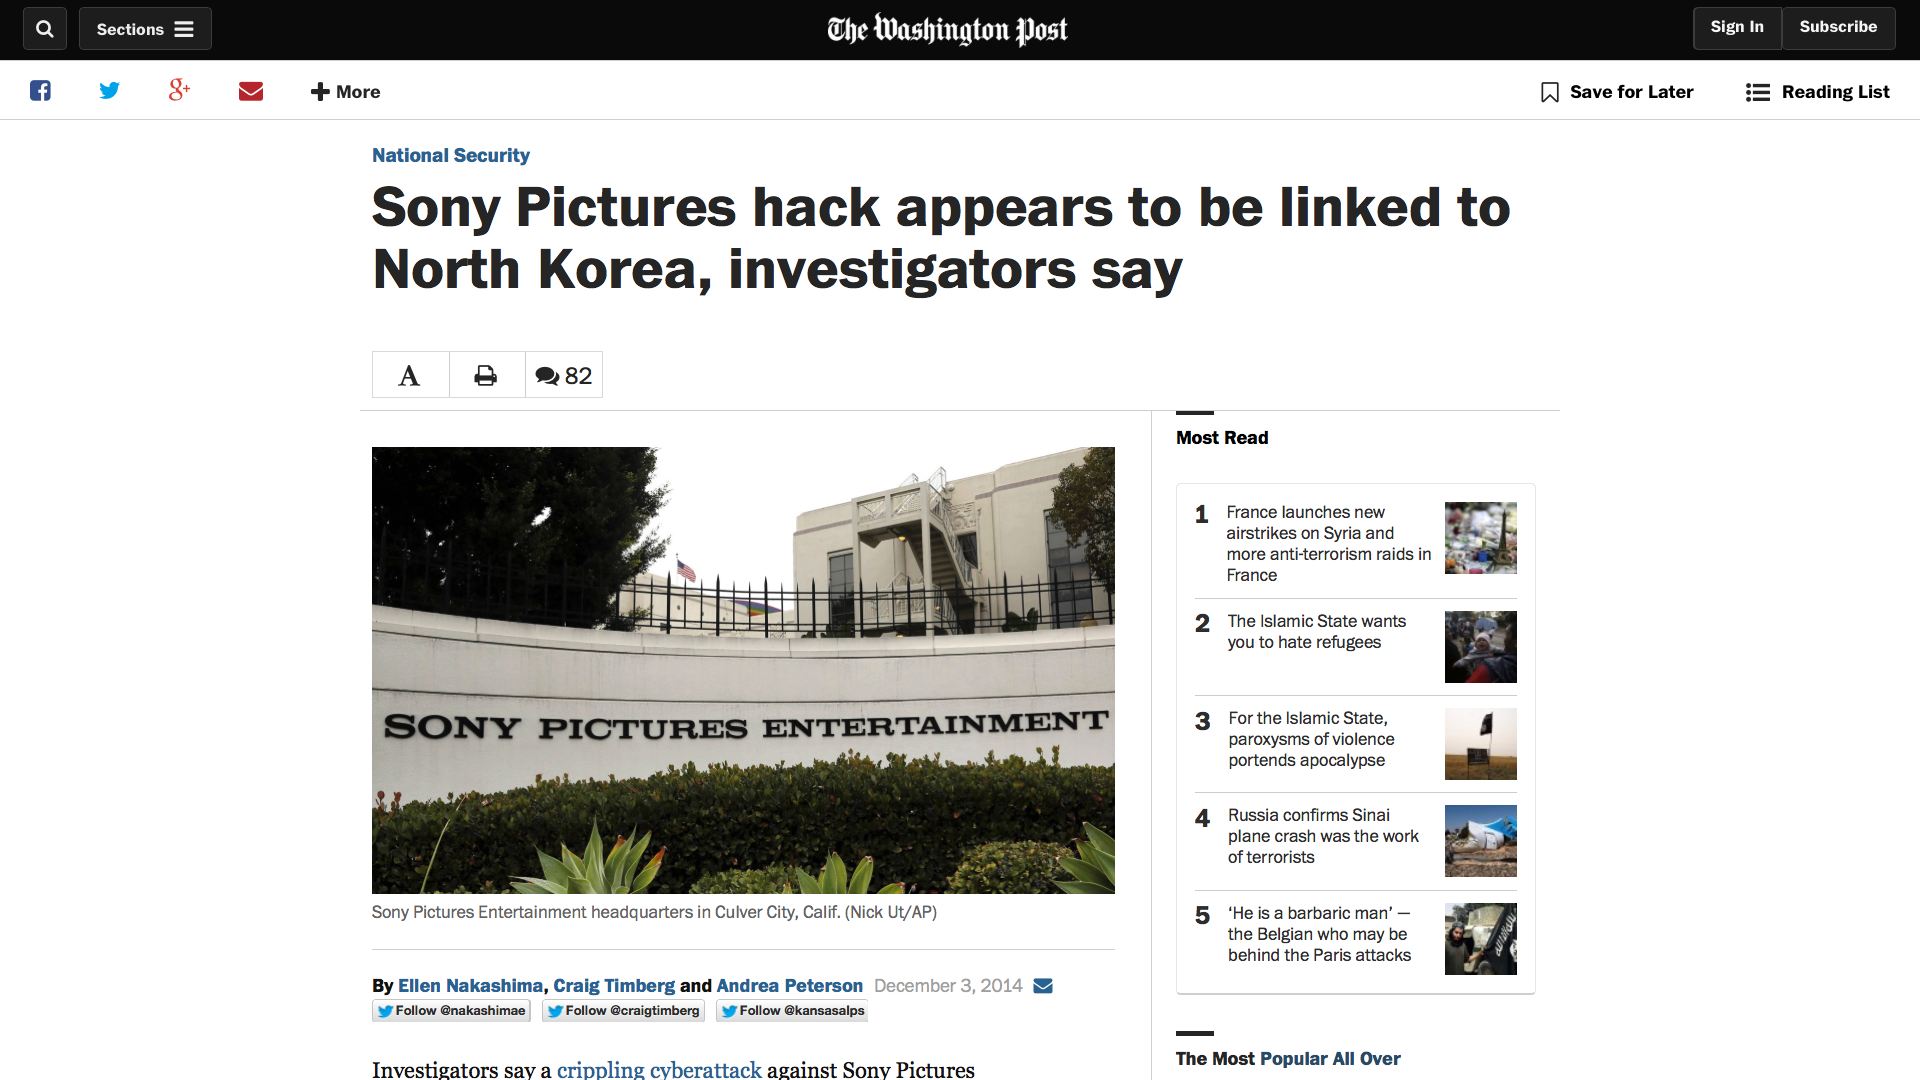 Sections
The Washington Post
Sign In
Subscribe
g+
More
Save for Later
Reading List
National Security
Sony Pictures hack appears to be linked to
North Korea, investigators say
A
82
SONY PICTURES ENTERTAINMENT
Sony Pictures Entertainment headquarters in Culver City, Calif. (Nick Ut/AP)
By Ellen Nakashima, Craig Timberg and Andrea Peterson December 3, 2014
Follow @nakashimae
Follow @craigtimberg
Follow @kansasalps
Investigators say a crippling cyberattack against Sony Pictures
Most Read
1 France launches new
airstrikes on Syria and
more anti-terrorism raids in
France
2 The Islamic State wants
you to hate refugees
3 For the Islamic State,
paroxysms of violence
portends apocalypse
4 Russia confirms Sinai
plane crash was the work
of terrorists
5 ‘He is a barbaric man’ —
the Belgian who may be
behind the Paris attacks
The Most Popular All Over